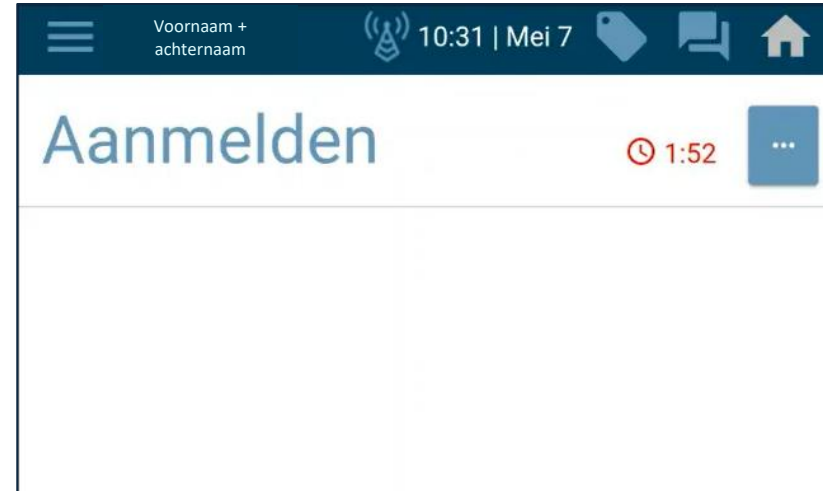 Voornaam +
achternaam
10:31 | Mei 7
Aanmelden
1:52
...